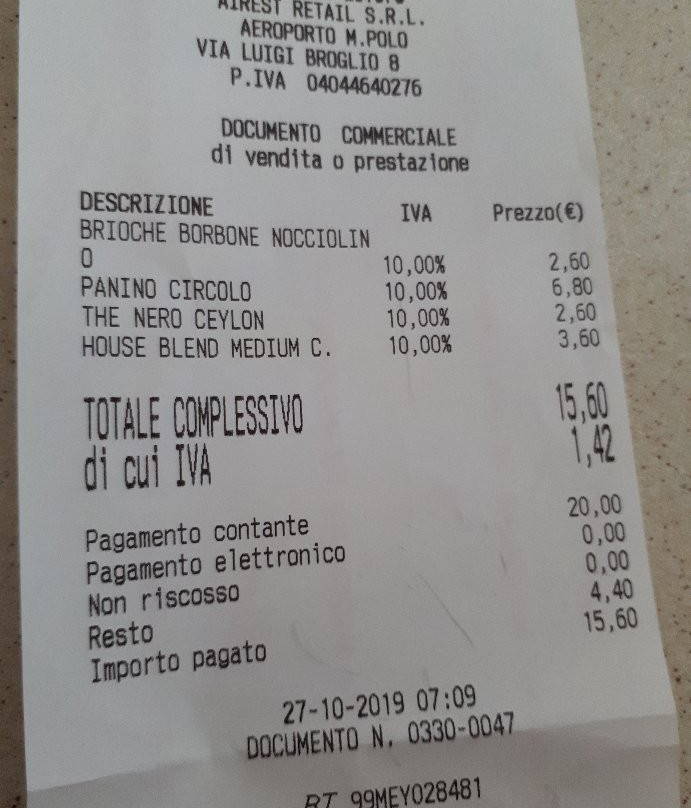 AIREST RETAIL S.R.L.
AEROPORTO M.POLO
VIA LUIGI BROGLIO 8
P.IVA 04044640276
DOCUMENTO COMMERCIALE
di vendita o prestazione
DESCRIZIONE IVA Prezzo(€)
BRIOCHE BORBONE NOCCIOLIN
O 10,00% 2,60
PANINO CIRCOLO 10,00% 6,80
THE NERO CEYLON 10,00% 2,60
HOUSE BLEND MEDIUM C. 10,00% 3,60
TOTALE COMPLESSIVO 15,60
di cui IVA 1,42
Pagamento contante 20,00
Pagamento elettronico 0,00
Non riscosso 0,00
Resto 4,40
Importo pagato 15,60
27-10-2019 07:09
DOCUMENTO N. 0330-0047
RT 99MEY028481